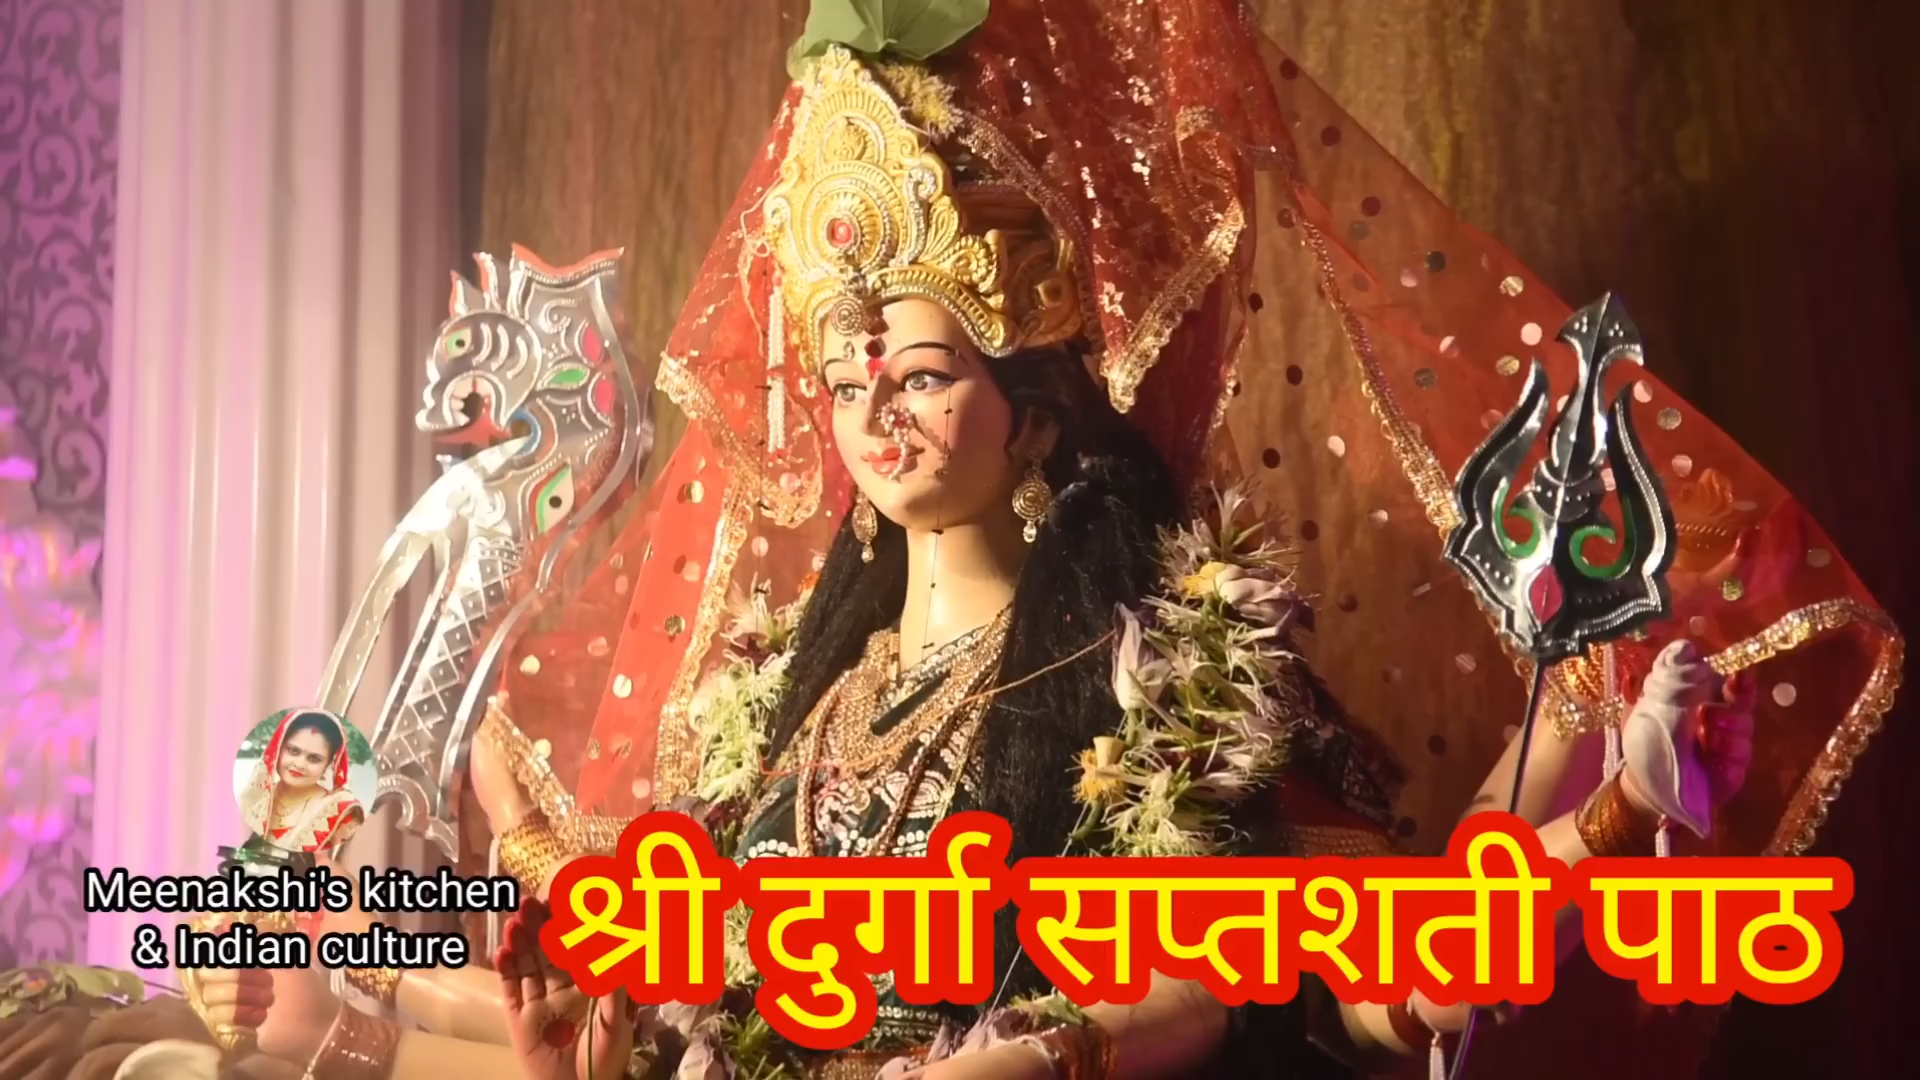 Meenakshi's kitchen
& Indian culture
श्री दुर्गा सप्तशती पाठ